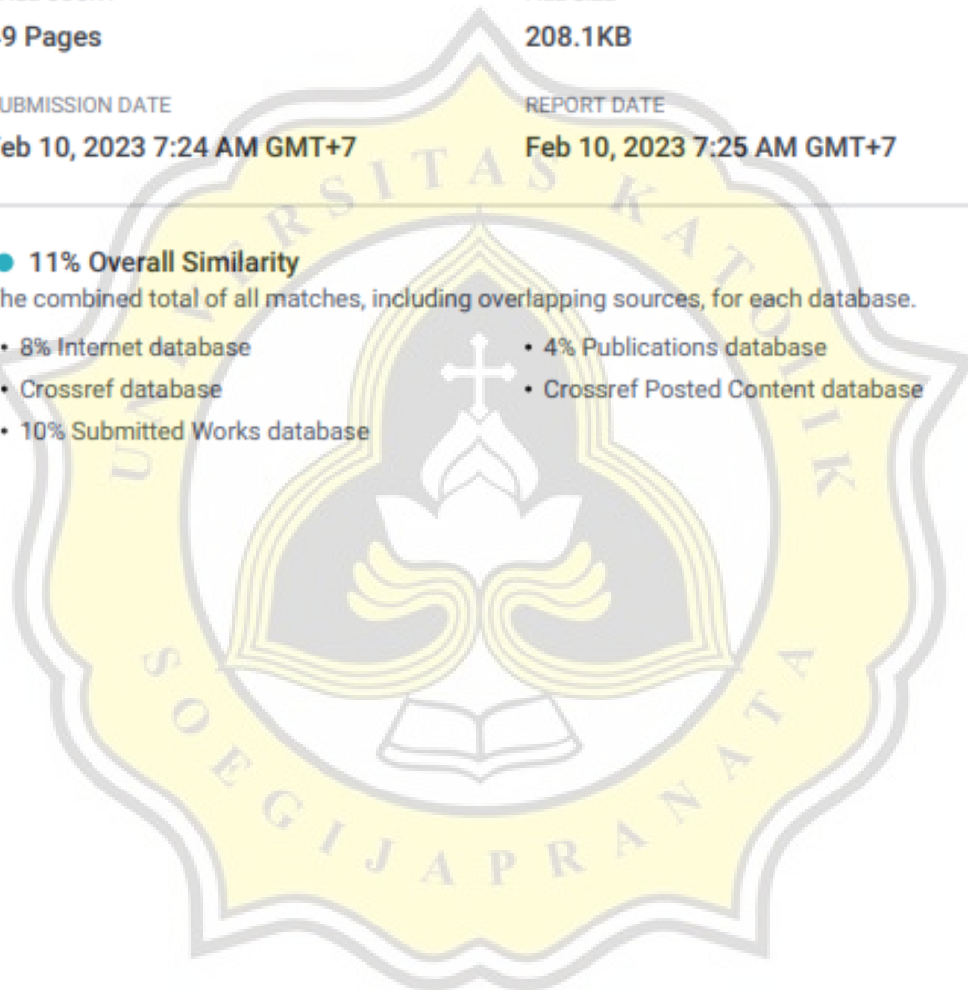 9 Pages
208.1KB
UBMISSION DATE
REPORT DATE
eb 10, 2023 7:24 AM GMT+7
Feb 10, 2023 7:25 AM GMT+7
11% Overall Similarity
he combined total of all matches, including overlapping sources, for each database.
• 8% Internet database
• 4% Publications database
• Crossref database
• Crossref Posted Content database
• 10% Submitted Works database
UNIVERSITAS KATOLIK
SOEGIJAPRANATA